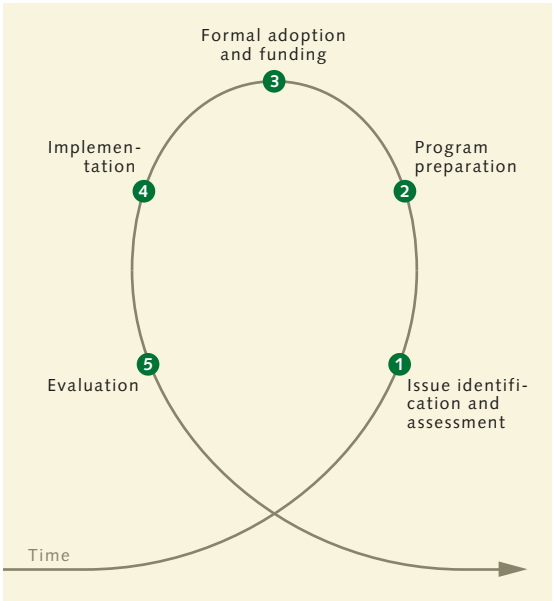 Formal adoption
and funding
3
Implemen-
tation
4
Program
preparation
2
5
Evaluation
1
Issue identifi-
cation and
assessment
Time